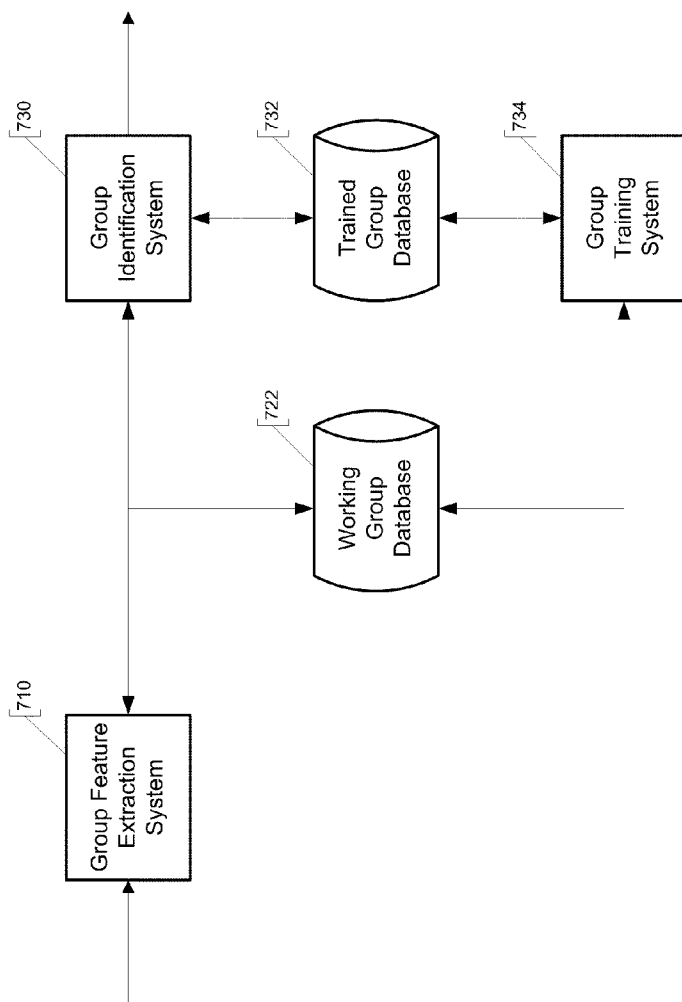 710
Group Feature
Extraction
System
722
Working
Group
Database
730
Group
Identification
System
732
Trained
Group
Database
734
Group
Training
System